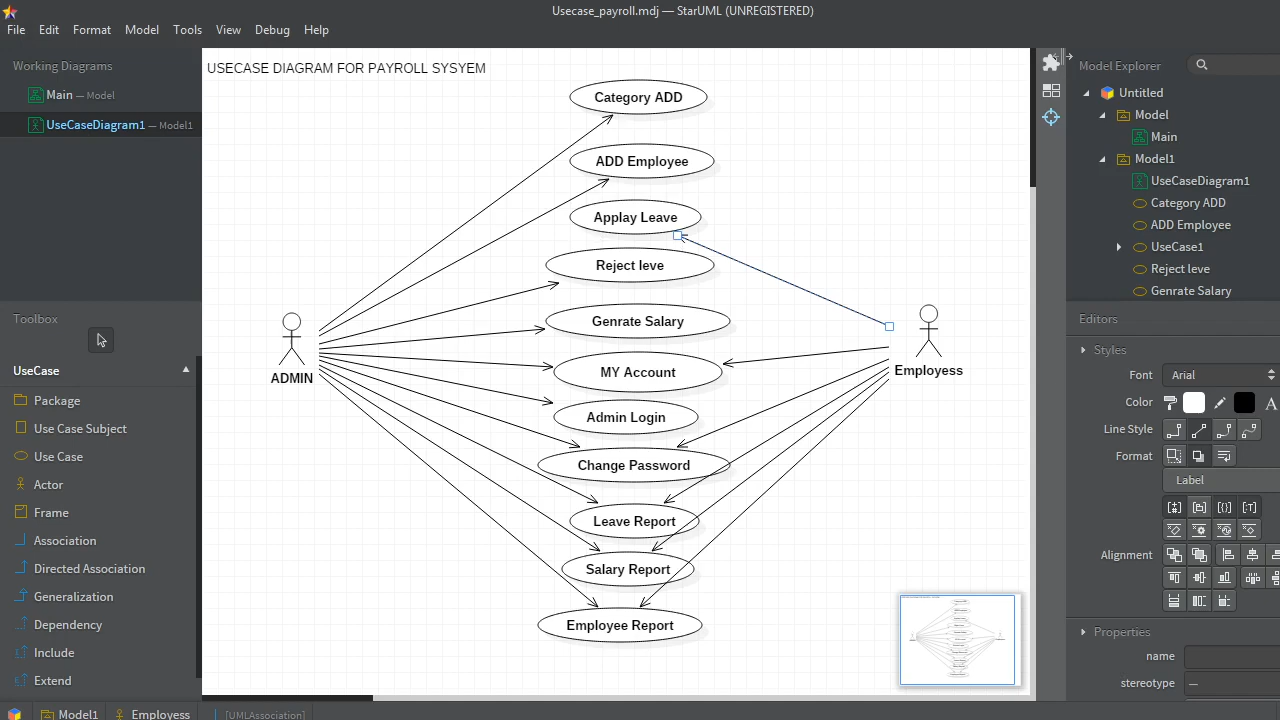 Usecase_payroll.mdj — StarUML (UNREGISTERED)
File Edit Format Model Tools View Debug Help
Working Diagrams
Main — Model
UseCaseDiagram1 — Model1
Toolbox
UseCase
Package
Use Case Subject
Use Case
Actor
Frame
Association
Directed Association
Generalization
Dependency
Include
Extend
USECASE DIAGRAM FOR PAYROLL SYSYEM
Category ADD
ADD Employee
Applay Leave
Reject leve
Genrate Salary
MY Account
Admin Login
Change Password
Leave Report
Salary Report
Employee Report
ADMIN
Employess
Model Explorer
Untitled
Model
Main
Model1
UseCaseDiagram1
Category ADD
ADD Employee
UseCase1
Reject leve
Genrate Salary
Editors
Styles
Font Arial
Color A
Line Style
Format
Label
Alignment
Properties
name
stereotype —
Model1 Employess [UMLAssociation]